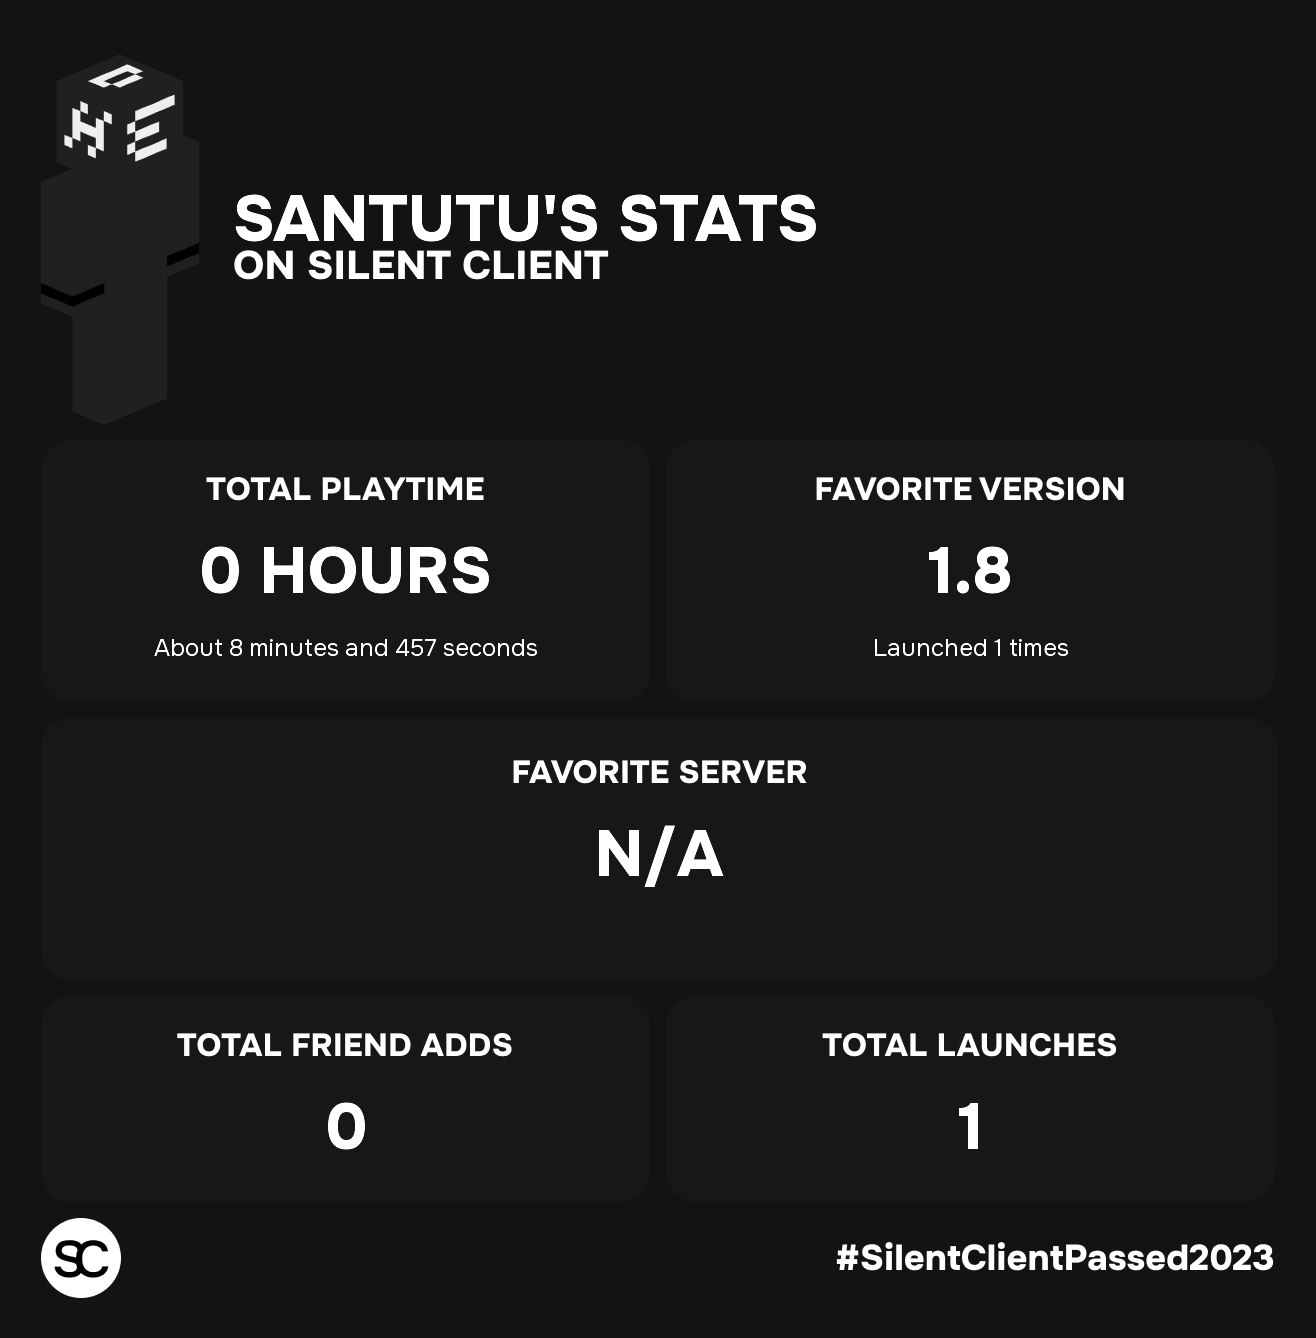 SANTUTU'S STATS
ON SILENT CLIENT
TOTAL PLAYTIME
0 HOURS
About 8 minutes and 457 seconds
FAVORITE VERSION
1.8
Launched 1 times
FAVORITE SERVER
N/A
TOTAL FRIEND ADDS
0
TOTAL LAUNCHES
1
SC
#SilentClientPassed2023